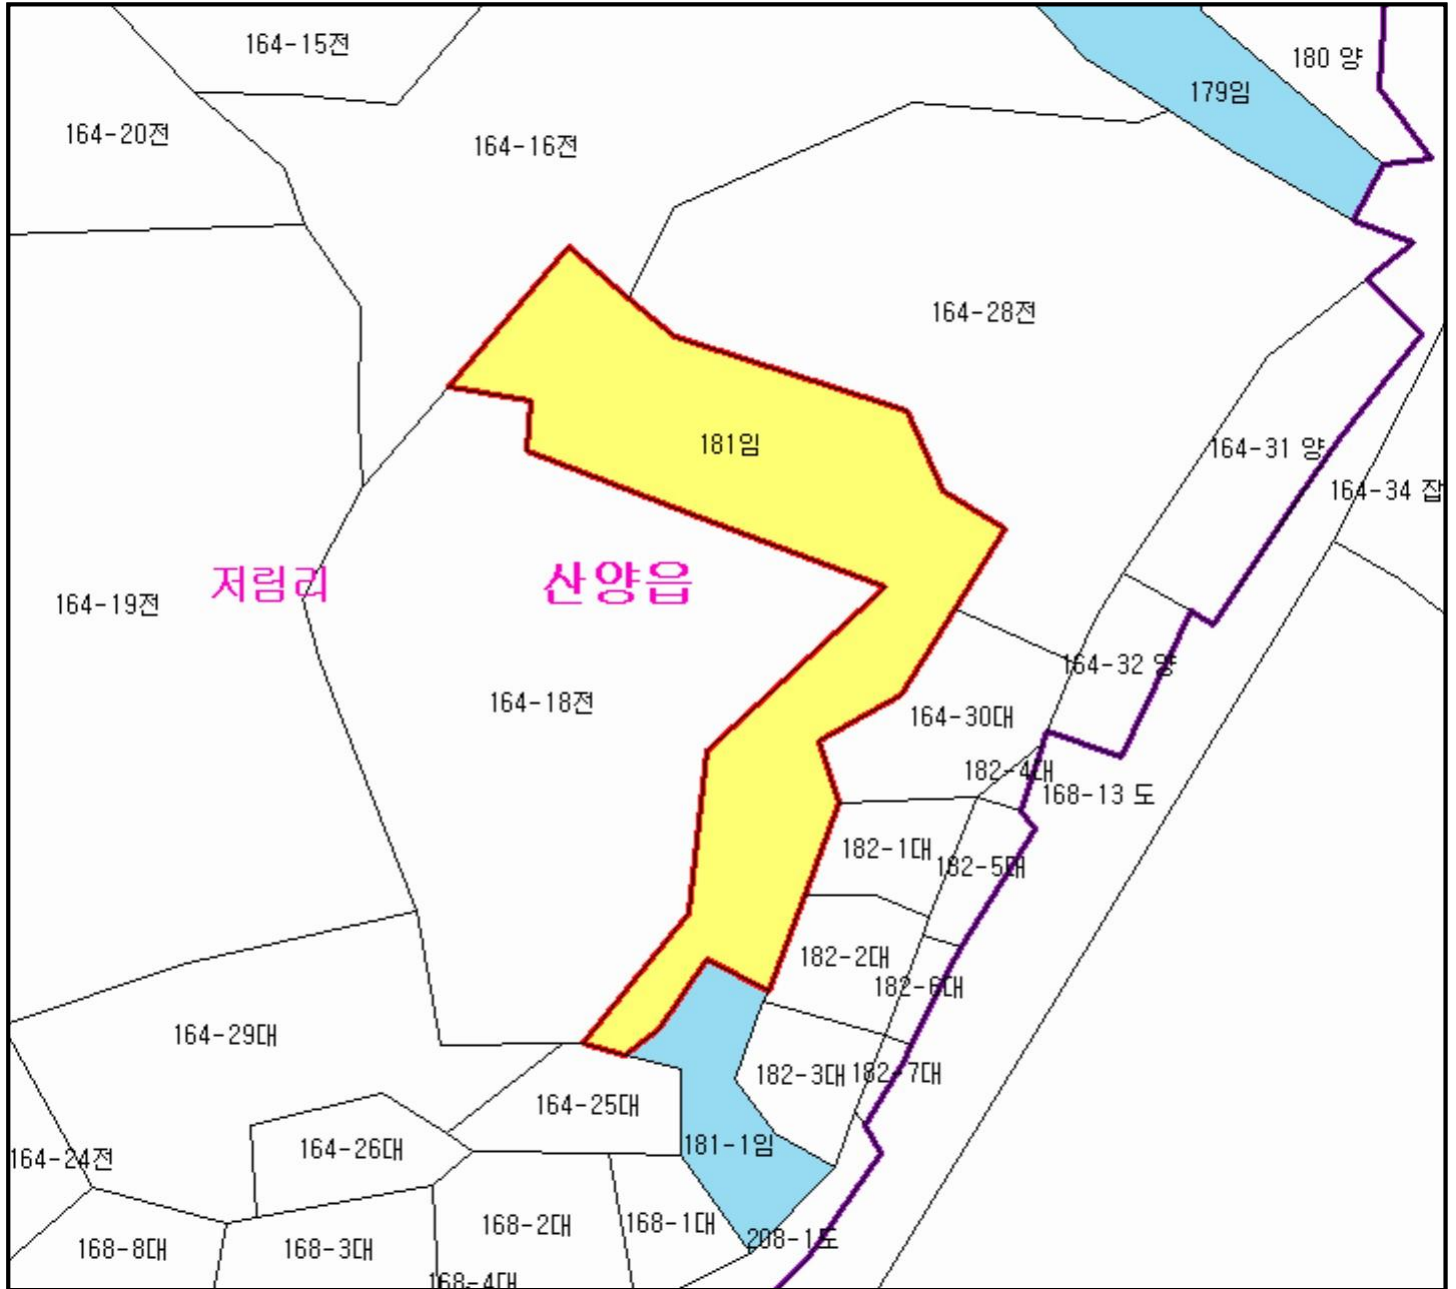 164-15전
180 양
179임
164-20전
164-16전
164-28전
181임
164-31 양
164-34 잡
저림리
산양읍
164-19전
164-32 양
164-18전
164-30대
182-4대
168-13 도
182-1대
182-5대
182-2대
182-6대
164-29대
182-3대
182-7대
164-25대
164-26대
181-1임
164-24전
168-2대
168-1대
208-1도
168-8대
168-3대
168-4대